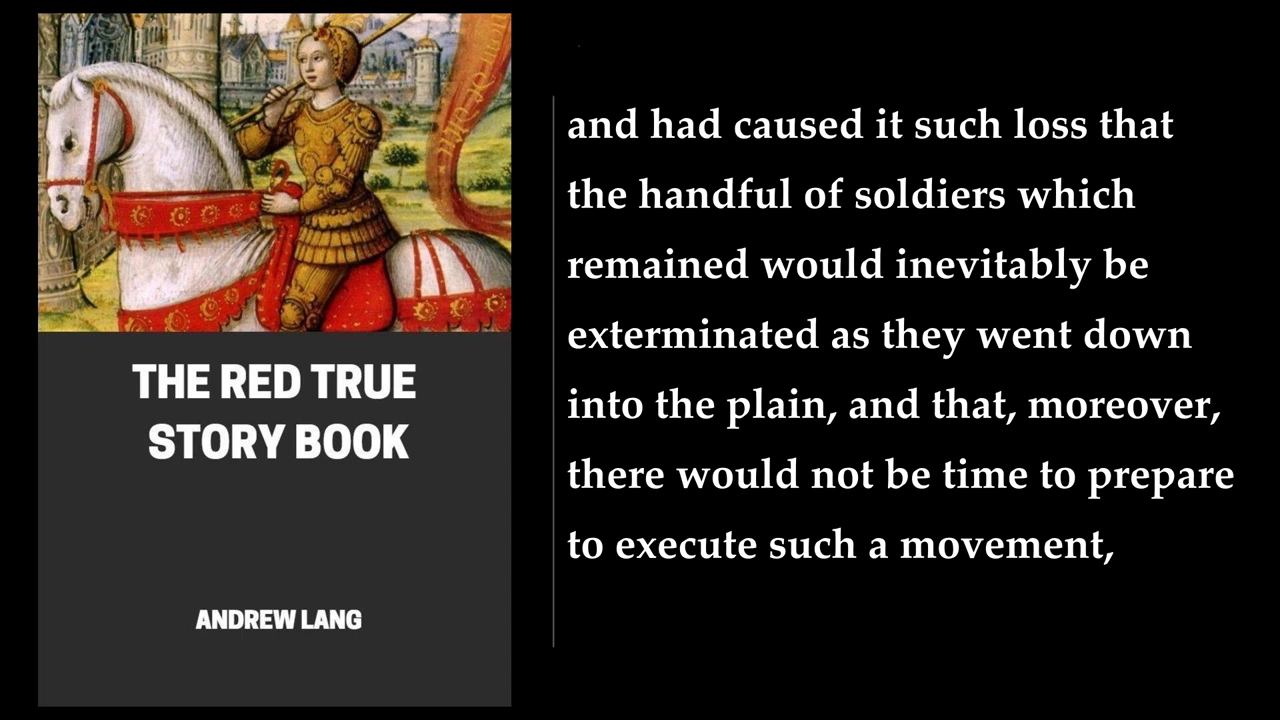 THE RED TRUE
STORY BOOK
ANDREW LANG
and had caused it such loss that
the handful of soldiers which
remained would inevitably be
exterminated as they went down
into the plain, and that, moreover,
there would not be time to prepare
to execute such a movement,